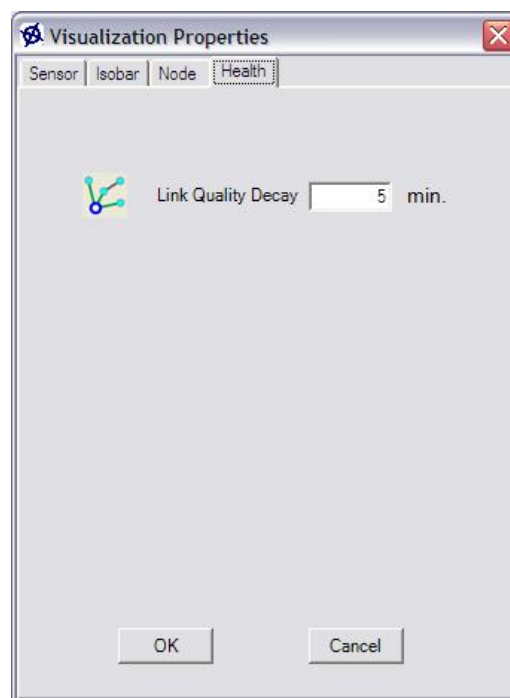 Visualization Properties
Sensor Isobar Node Health
Link Quality Decay 5 min.
OK Cancel